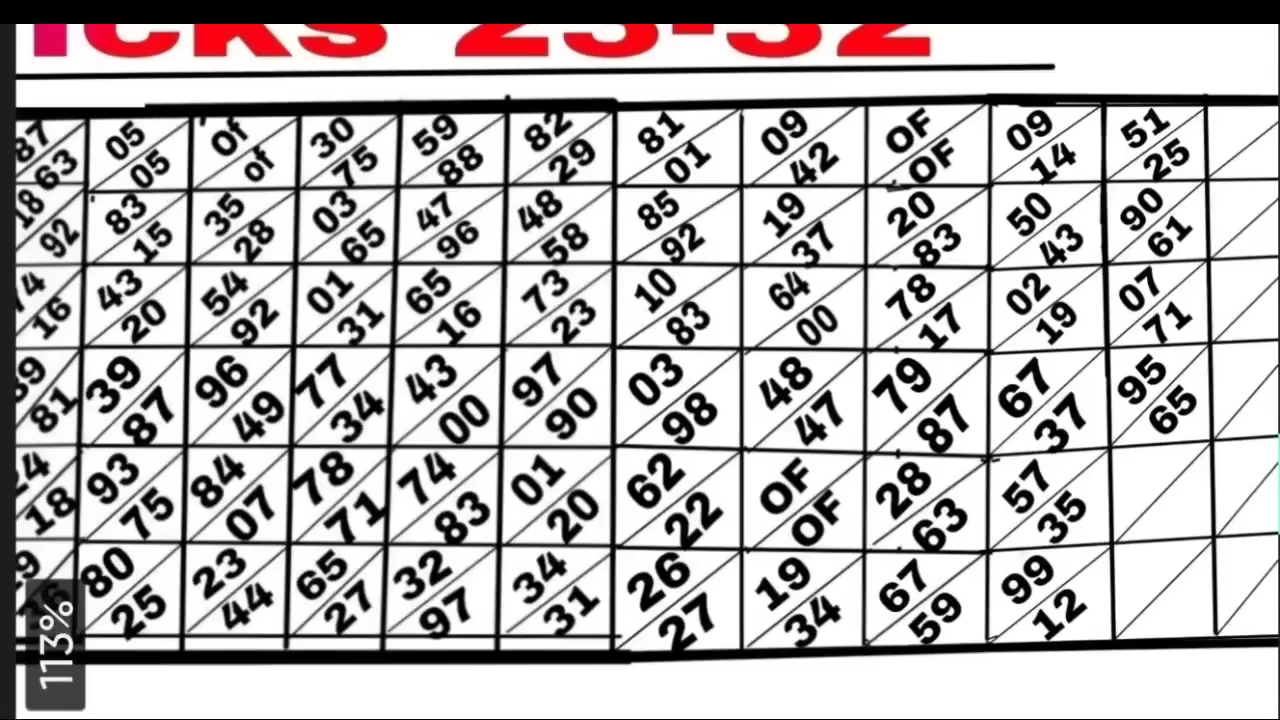 icks 25-32
87 05 Of 30 59 82 81 09 OF 09 51
63 05 of 75 88 29 01 42 OF 14 25
18 83 35 03 47 48 85 19 20 50 90
92 15 28 65 96 58 92 37 83 43 61
74 43 54 01 65 73 10 64 78 02 07
16 20 92 31 16 23 83 00 17 19 71
39 96 77 43 97 03 48 79 67 95
81 87 49 34 00 90 98 47 87 37 65
93 84 78 74 01 62 OF 28 57
18 75 07 71 83 20 22 OF 63 35
80 23 65 32 34 26 19 67 99
36 25 44 27 97 31 27 34 59 12
113%